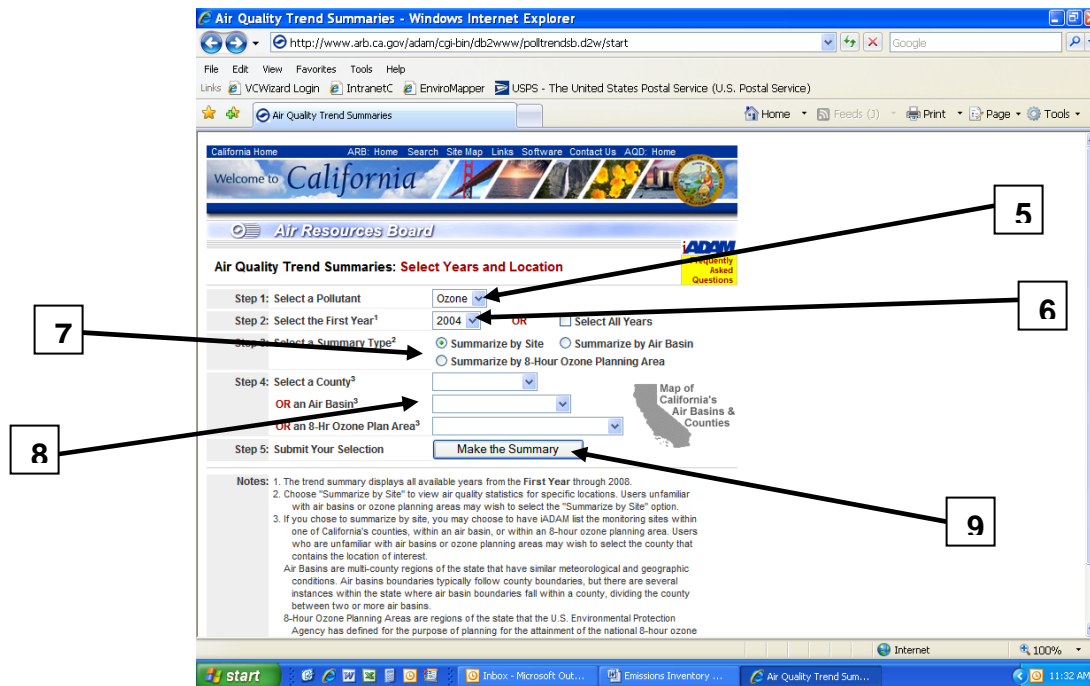 Air Quality Trend Summaries - Windows Internet Explorer
http://www.arb.ca.gov/adam/cgi-bin/db2www/polltrendsb.d2w/start
Google
File Edit View Favorites Tools Help
Links VCWizard Login IntranetC EnviroMapper USPS - The United States Postal Service (U.S. Postal Service)
Air Quality Trend Summaries
Home Feeds (J) Print Page Tools
California Home ARB: Home Search Site Map Links Software Contact Us AQD: Home
Welcome to California
5
Air Resources Board
iADAM
Frequently
Asked
Questions
Air Quality Trend Summaries: Select Years and Location
Step 1: Select a Pollutant Ozone
6
Step 2: Select the First Year1 2004 OR Select All Years
7
Step 3: Select a Summary Type2 Summarize by Site Summarize by Air Basin
Summarize by 8-Hour Ozone Planning Area
Step 4: Select a County3
OR an Air Basin3
OR an 8-Hr Ozone Plan Area3
Map of
California's
Air Basins &
Counties
8
Step 5: Submit Your Selection Make the Summary
9
Notes: 1. The trend summary displays all available years from the First Year through 2008.
2. Choose "Summarize by Site" to view air quality statistics for specific locations. Users unfamiliar
with air basins or ozone planning areas may wish to select the "Summarize by Site" option.
3. If you chose to summarize by site, you may choose to have iADAM list the monitoring sites within
one of California's counties, within an air basin, or within an 8-hour ozone planning area. Users
who are unfamiliar with air basins or ozone planning areas may wish to select the county that
contains the location of interest.
Air Basins are multi-county regions of the state that have similar meteorological and geographic
conditions. Air basins boundaries typically follow county boundaries, but there are several
instances within the state where air basin boundaries fall within a county, dividing the county
between two or more air basins.
8-Hour Ozone Planning Areas are regions of the state that the U.S. Environmental Protection
Agency has defined for the purpose of planning for the attainment of the national 8-hour ozone
Internet 100%
start Inbox - Microsoft Out... Emissions Inventory ... Air Quality Trend Sum... 11:32 AM